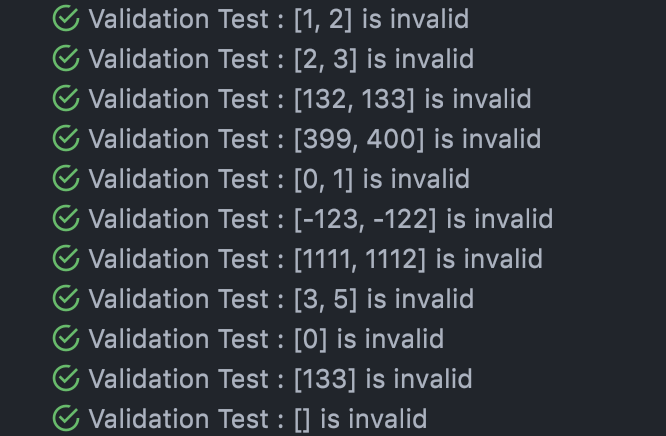 Validation Test : [1, 2] is invalid
Validation Test : [2, 3] is invalid
Validation Test : [132, 133] is invalid
Validation Test : [399, 400] is invalid
Validation Test : [0, 1] is invalid
Validation Test : [-123, -122] is invalid
Validation Test : [1111, 1112] is invalid
Validation Test : [3, 5] is invalid
Validation Test : [0] is invalid
Validation Test : [133] is invalid
Validation Test : [] is invalid